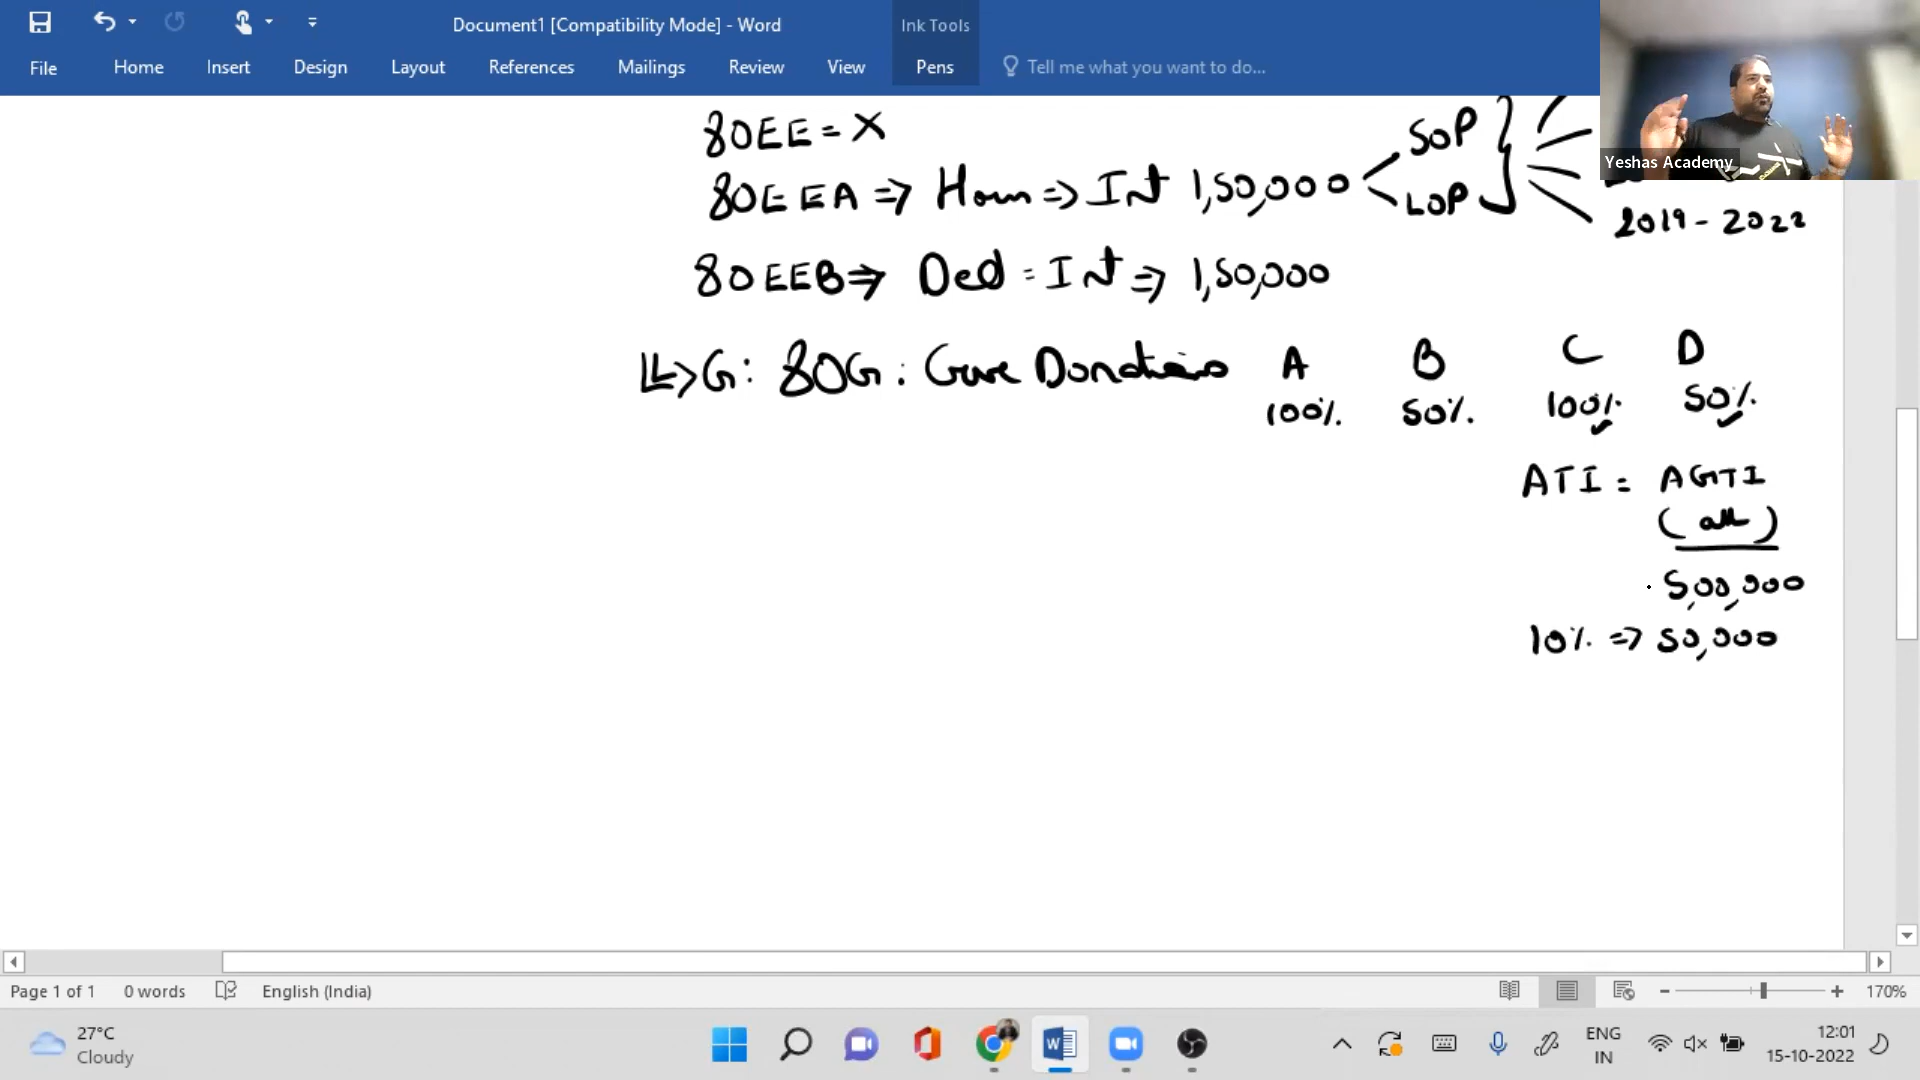 Document1 [Compatibility Mode] - Word
Ink Tools
File Home Insert Design Layout References Mailings Review View Pens Tell me what you want to do...
Yeshas Academy
80EE = X
80EEA => => Int 1,50,000
SOP
LOP
2019 - 2022
80EEB => Ded = Int => 1,50,000
G: 80G: Donations
A B C D
100% 50% 100% 50%
ATI = AGTI
(all)
5,00,000
10% => 50,000
Page 1 of 1 0 words English (India) 170%
27°C
Cloudy
ENG
IN
12:01
15-10-2022